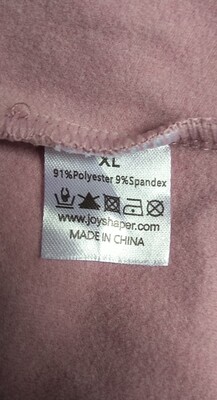 XL
91%Polyester 9%Spandex
www.joyshaper.com
MADE IN CHINA